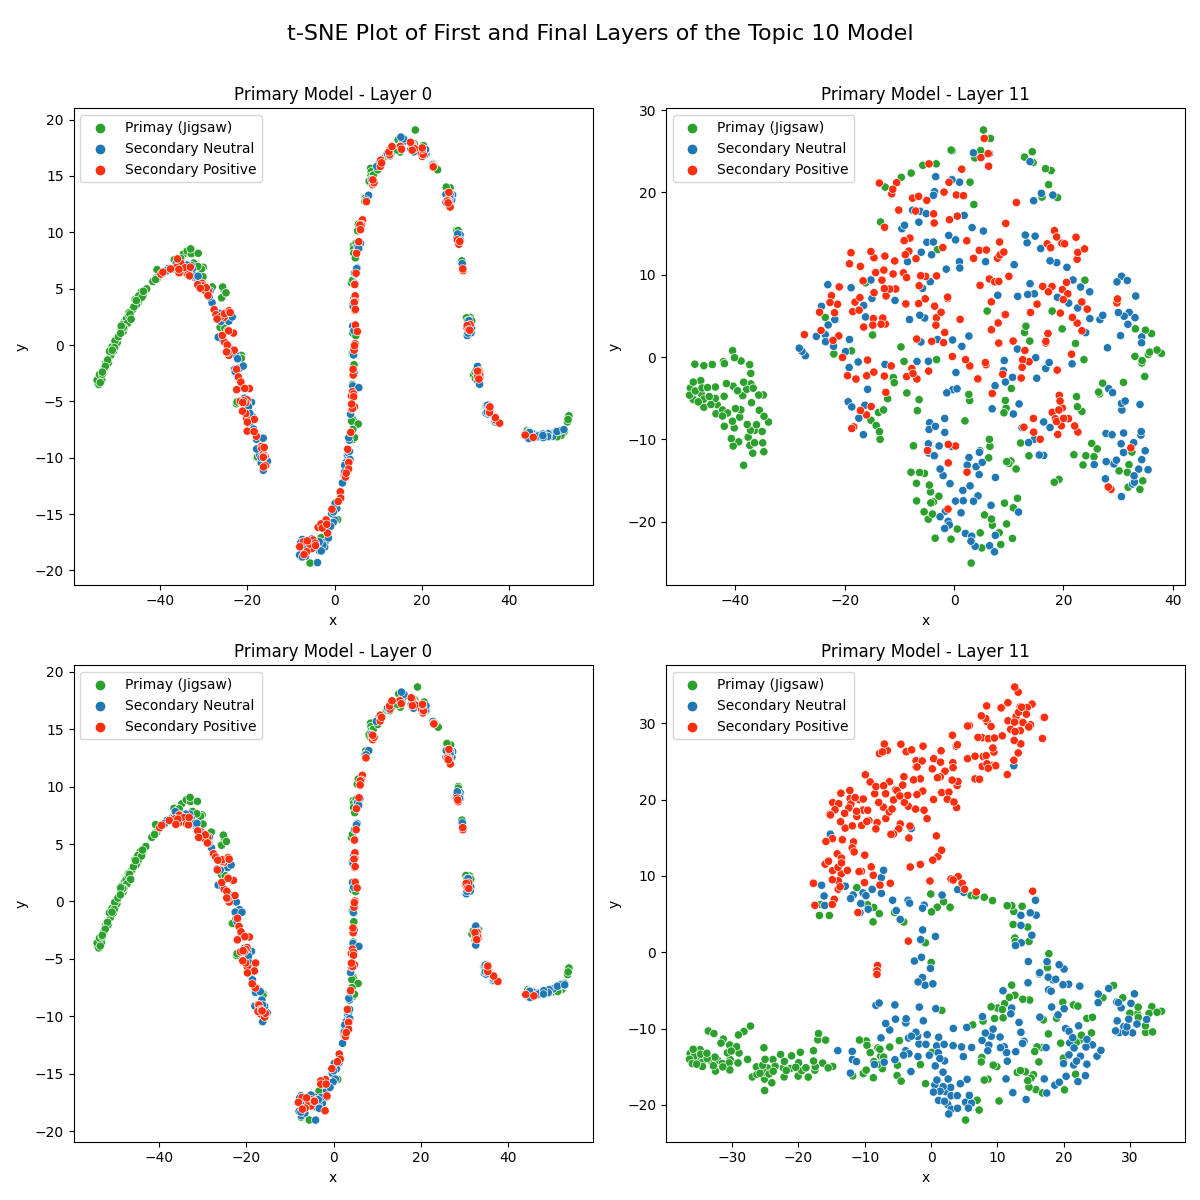 t-SNE Plot of First and Final Layers of the Topic 10 Model
Primary Model - Layer 0
Primay (Jigsaw)
Secondary Neutral
Secondary Positive
20
15
10
5
0
−5
−10
−15
−20
y
−40
−20
0
20
40
x
Primary Model - Layer 11
Primay (Jigsaw)
Secondary Neutral
Secondary Positive
30
20
10
0
−10
−20
y
−40
−20
0
20
40
x
Primary Model - Layer 0
Primay (Jigsaw)
Secondary Neutral
Secondary Positive
20
15
10
5
0
−5
−10
−15
−20
y
−40
−20
0
20
40
x
Primary Model - Layer 11
Primay (Jigsaw)
Secondary Neutral
Secondary Positive
30
20
10
0
−10
−20
y
−30
−20
−10
0
10
20
30
x